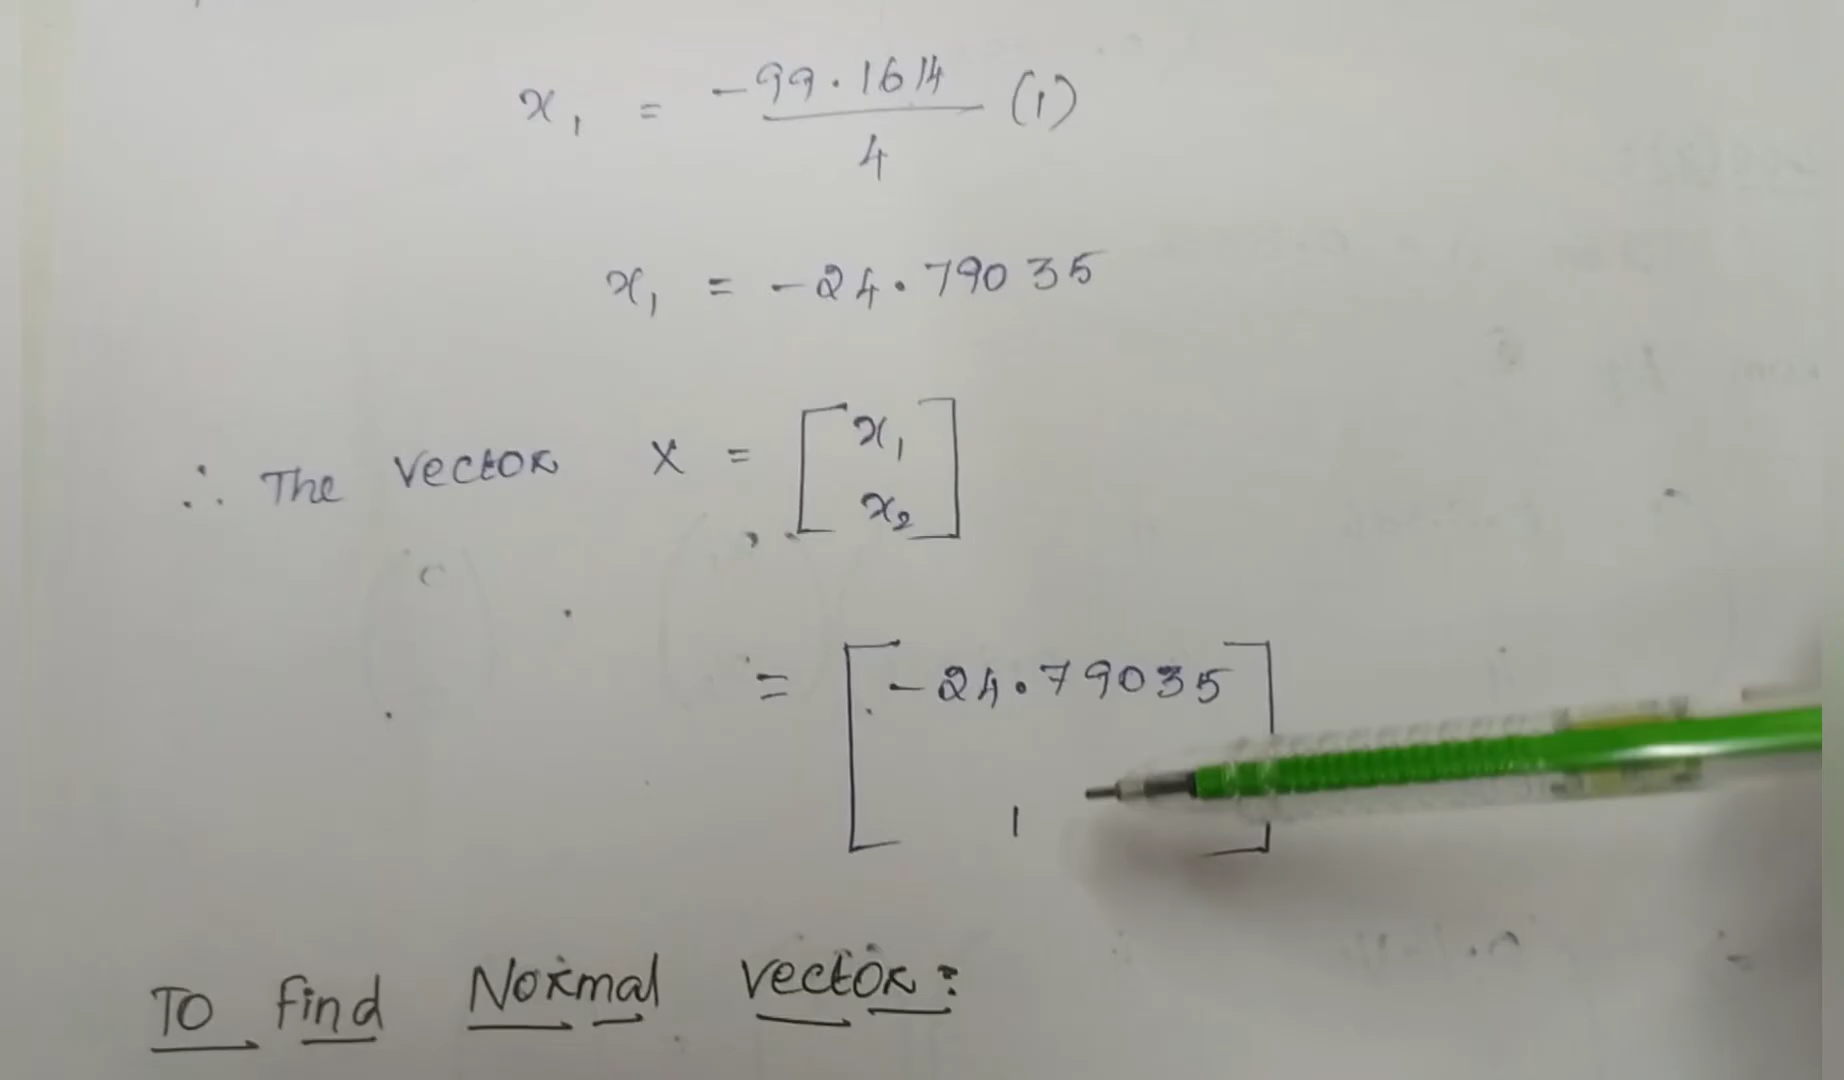 x₁ = -99.1614/4 (1)
x₁ = -24.79035
∴ The vector X = [x₁
x₂]
= [-24.79035
1]
To find Normal vector: